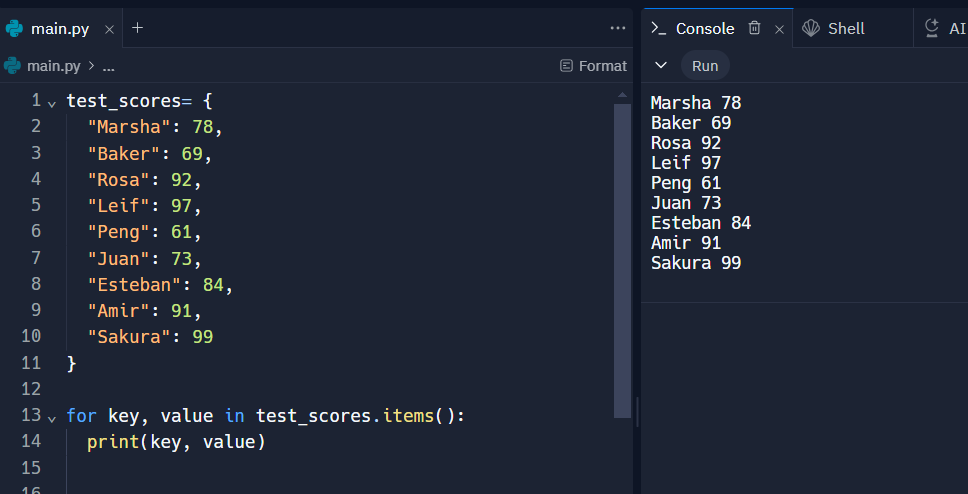 main.py × +
main.py > ...
Format
1 test_scores= {
2 "Marsha": 78,
3 "Baker": 69,
4 "Rosa": 92,
5 "Leif": 97,
6 "Peng": 61,
7 "Juan": 73,
8 "Esteban": 84,
9 "Amir": 91,
10 "Sakura": 99
11 }
12
13 for key, value in test_scores.items():
14 print(key, value)
15
16
>_ Console × Shell AI
Run
Marsha 78
Baker 69
Rosa 92
Leif 97
Peng 61
Juan 73
Esteban 84
Amir 91
Sakura 99